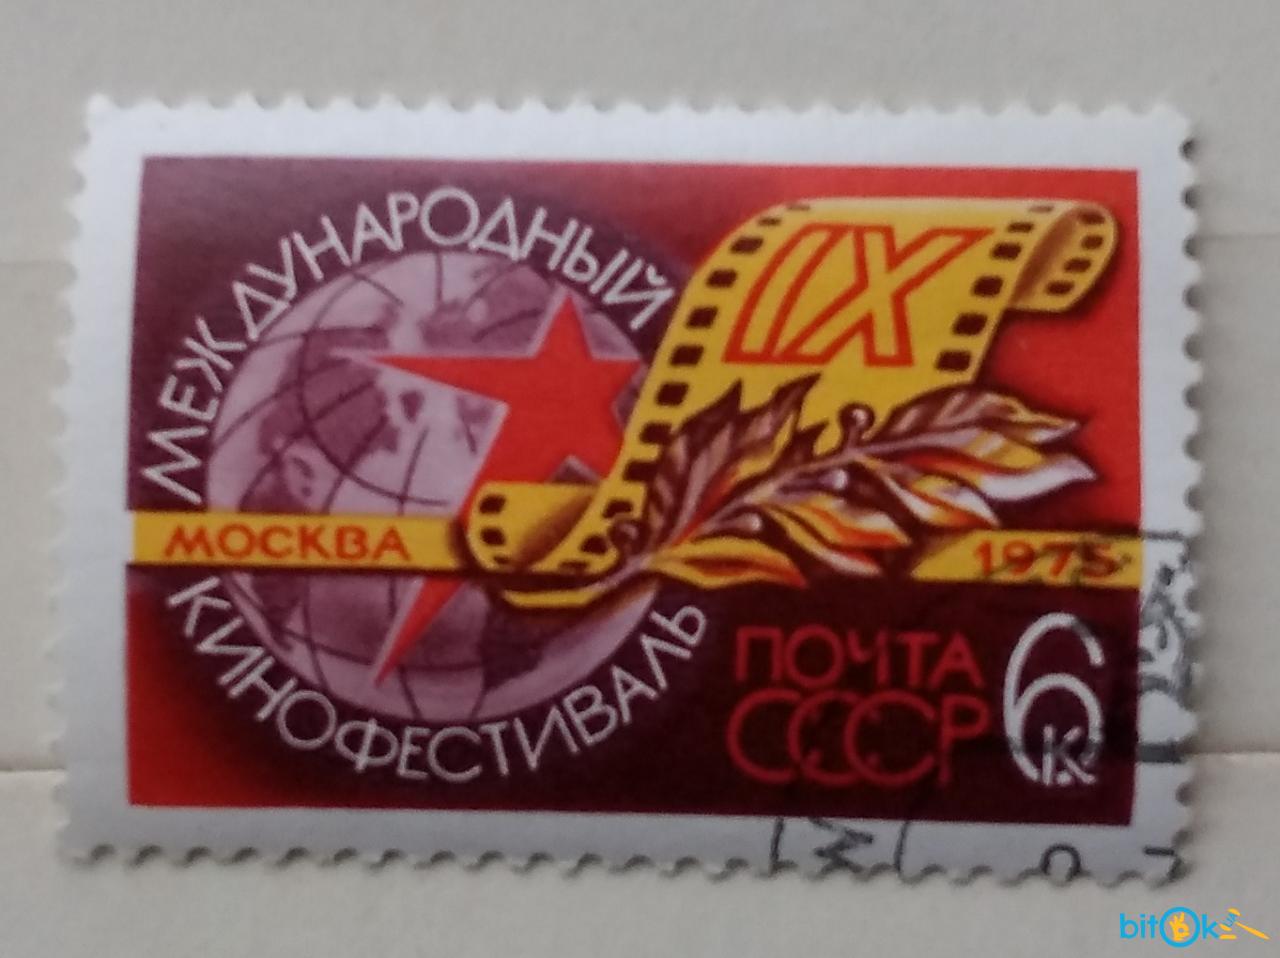 МЕЖДУНАРОДНЫЙ
IX
МОСКВА
1975
КИНОФЕСТИВАЛЬ
ПОЧТА
СССР
6
К
bitOk